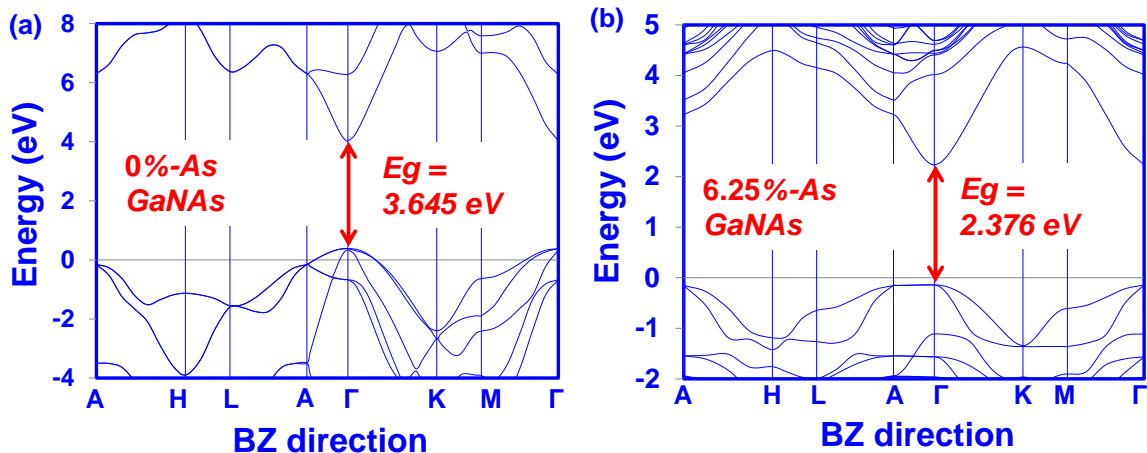 (a)
Energy (eV)
8
6
4
2
0
-2
-4
0%-As
GaNAs
Eg =
3.645 eV
A H L A Γ K M Γ
BZ direction
(b)
Energy (eV)
5
4
3
2
1
0
-1
-2
6.25%-As
GaNAs
Eg =
2.376 eV
A H L A Γ K M Γ
BZ direction